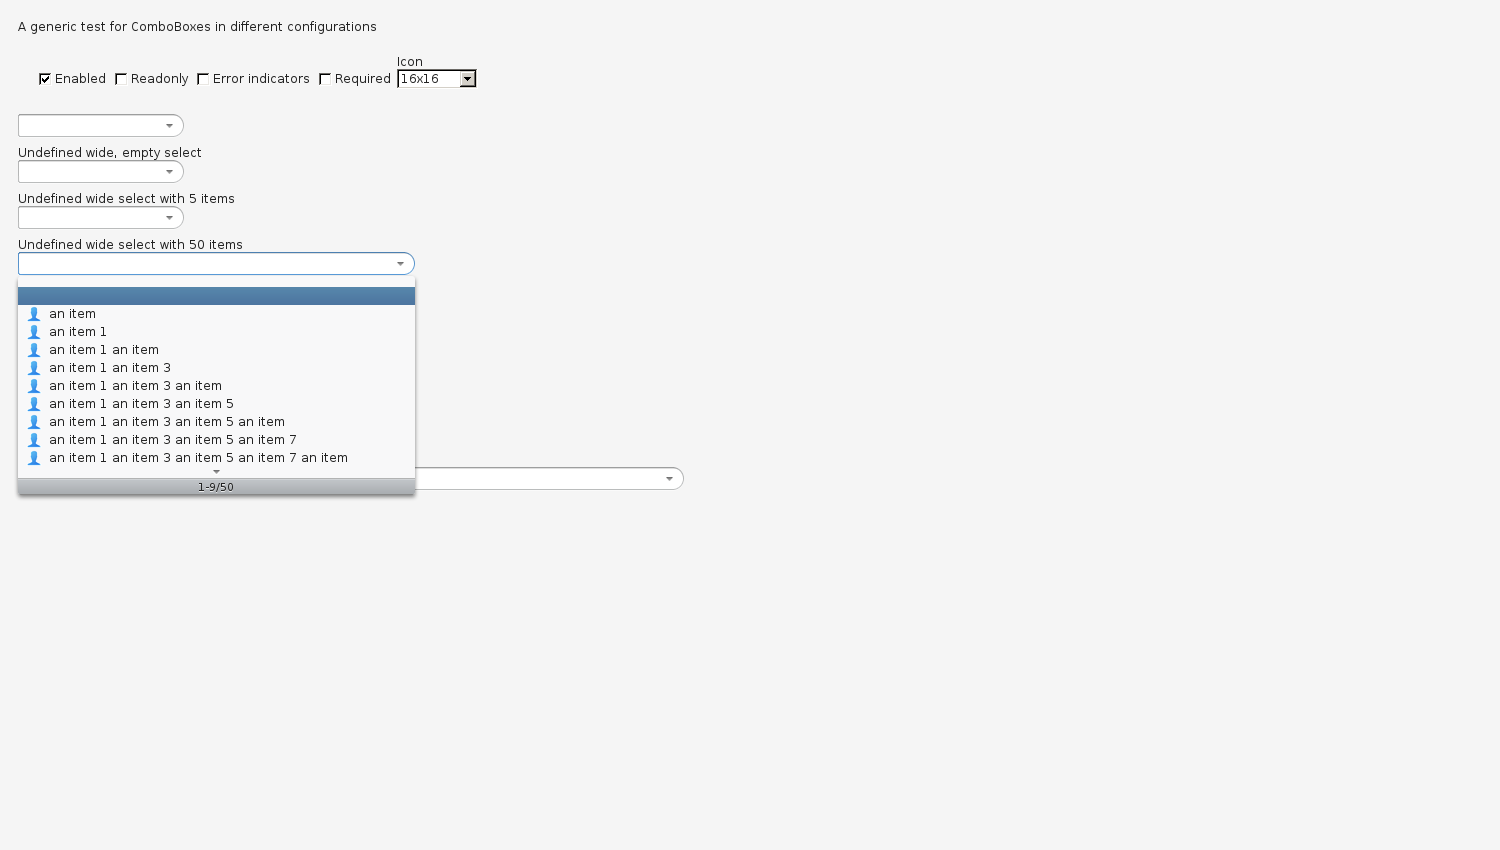 A generic test for ComboBoxes in different configurations
Icon
Enabled Readonly Error indicators Required 16x16
Undefined wide, empty select
Undefined wide select with 5 items
Undefined wide select with 50 items
an item
an item 1
an item 1 an item
an item 1 an item 3
an item 1 an item 3 an item
an item 1 an item 3 an item 5
an item 1 an item 3 an item 5 an item
an item 1 an item 3 an item 5 an item 7
an item 1 an item 3 an item 5 an item 7 an item
1-9/50